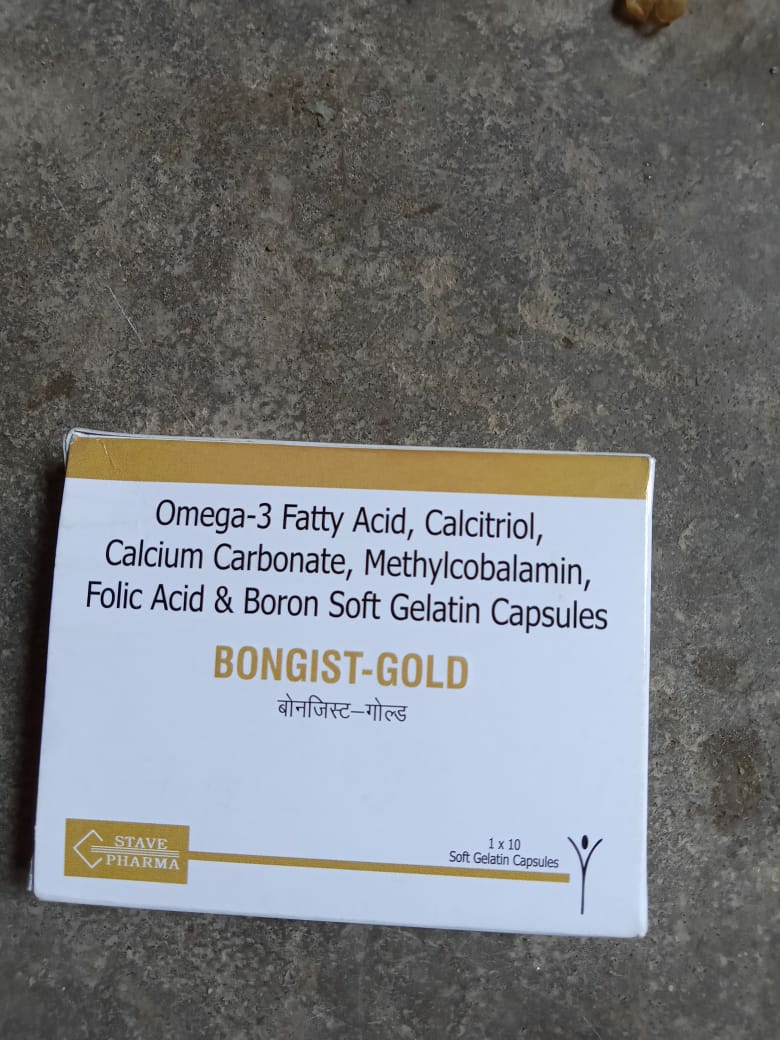 Omega-3 Fatty Acid, Calcitriol,
Calcium Carbonate, Methylcobalamin,
Folic Acid & Boron Soft Gelatin Capsules
BONGIST-GOLD
बोनजिस्ट–गोल्ड
STAVE
PHARMA
1 x 10
Soft Gelatin Capsules